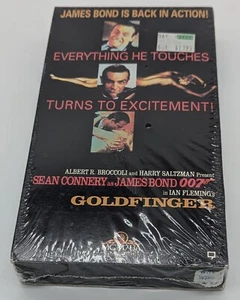 JAMES BOND IS BACK IN ACTION!
EVERYTHING HE TOUCHES
TURNS TO EXCITEMENT!
ALBERT R. BROCCOLI and HARRY SALTZMAN Present
SEAN CONNERY as JAMES BOND 007
in IAN FLEMING'S
GOLDFINGER